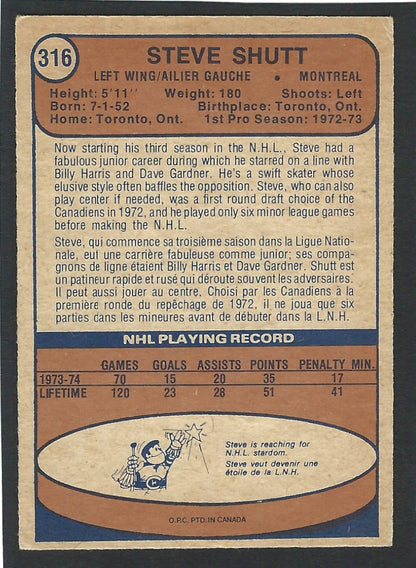 316
STEVE SHUTT
LEFT WING/AILIER GAUCHE • MONTREAL
Height: 5'11" Weight: 180 Shoots: Left
Born: 7-1-52 Birthplace: Toronto, Ont.
Home: Toronto, Ont. 1st Pro Season: 1972-73
Now starting his third season in the N.H.L., Steve had a
fabulous junior career during which he starred on a line with
Billy Harris and Dave Gardner. He's a swift skater whose
elusive style often baffles the opposition. Steve, who can also
play center if needed, was a first round draft choice of the
Canadiens in 1972, and he played only six minor league games
before making the N.H.L.
Steve, qui commence sa troisième saison dans la Ligue Natio-
nale, eut une carrière fabuleuse comme junior; ses compa-
gnons de ligne étaient Billy Harris et Dave Gardner. Shutt est
un patineur rapide et rusé qui déroute souvent les adversaires.
Il peut aussi jouer au centre. Choisi par les Canadiens à la
première ronde du repêchage de 1972, il ne joua que six
parties dans les mineures avant de débuter dans la L.N.H.
NHL PLAYING RECORD
GAMES GOALS ASSISTS POINTS PENALTY MIN.
1973-74 70 15 20 35 17
LIFETIME 120 23 28 51 41
Steve is reaching for
N.H.L. stardom.
Steve veut devenir une
étoile de la L.N.H.
O.P.C. PTD. IN CANADA